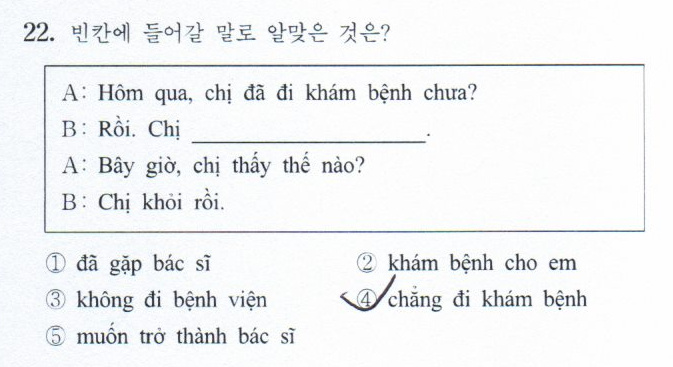 22. 빈칸에 들어갈 말로 알맞은 것은?
A: Hôm qua, chị đã đi khám bệnh chưa?
B: Rồi. Chị ____________________.
A: Bây giờ, chị thấy thế nào?
B: Chị khỏi rồi.
① đã gặp bác sĩ ② khám bệnh cho em
③ không đi bệnh viện ④ chẳng đi khám bệnh
⑤ muốn trở thành bác sĩ